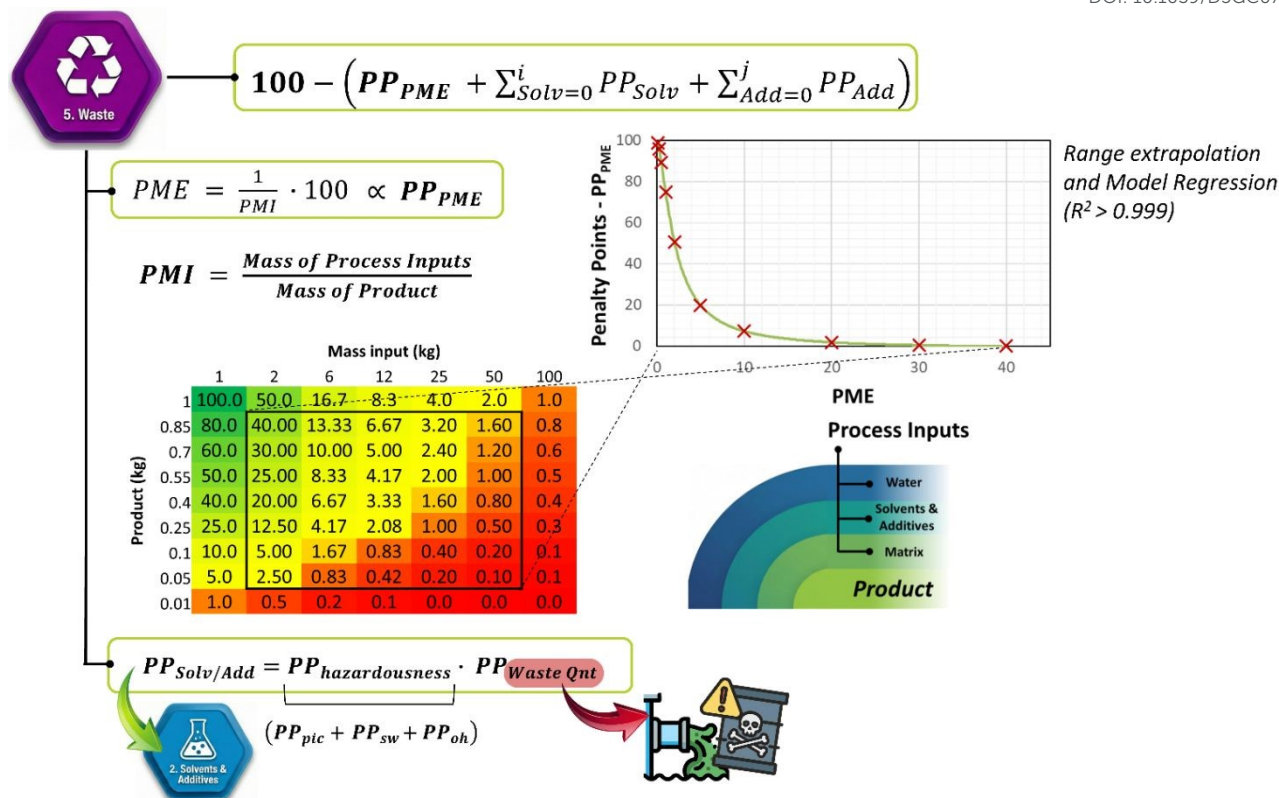 DOI: 10.1039/D5GC07
5. Waste
100 − (PP_PME + ∑_{Solv=0}^{i} PP_Solv + ∑_{Add=0}^{j} PP_Add)
PME = 1/PMI · 100 ∝ PP_PME
PMI = Mass of Process Inputs / Mass of Product
Penalty Points - PP_PME
100
80
60
40
20
0
0 10 20 30 40
PME
Range extrapolation
and Model Regression
(R² > 0.999)
Mass input (kg)
1 2 6 12 25 50 100
Product (kg)
1 100.0 50.0 16.7 8.3 4.0 2.0 1.0
0.85 80.0 40.00 13.33 6.67 3.20 1.60 0.8
0.7 60.0 30.00 10.00 5.00 2.40 1.20 0.6
0.55 50.0 25.00 8.33 4.17 2.00 1.00 0.5
0.4 40.0 20.00 6.67 3.33 1.60 0.80 0.4
0.25 25.0 12.50 4.17 2.08 1.00 0.50 0.3
0.1 10.0 5.00 1.67 0.83 0.40 0.20 0.1
0.05 5.0 2.50 0.83 0.42 0.20 0.10 0.1
0.01 1.0 0.5 0.2 0.1 0.0 0.0 0.0
Process Inputs
Water
Solvents &
Additives
Matrix
Product
PP_Solv/Add = PP_hazardousness · PP_Waste Qnt
(PP_pic + PP_sw + PP_oh)
2. Solvents &
Additives